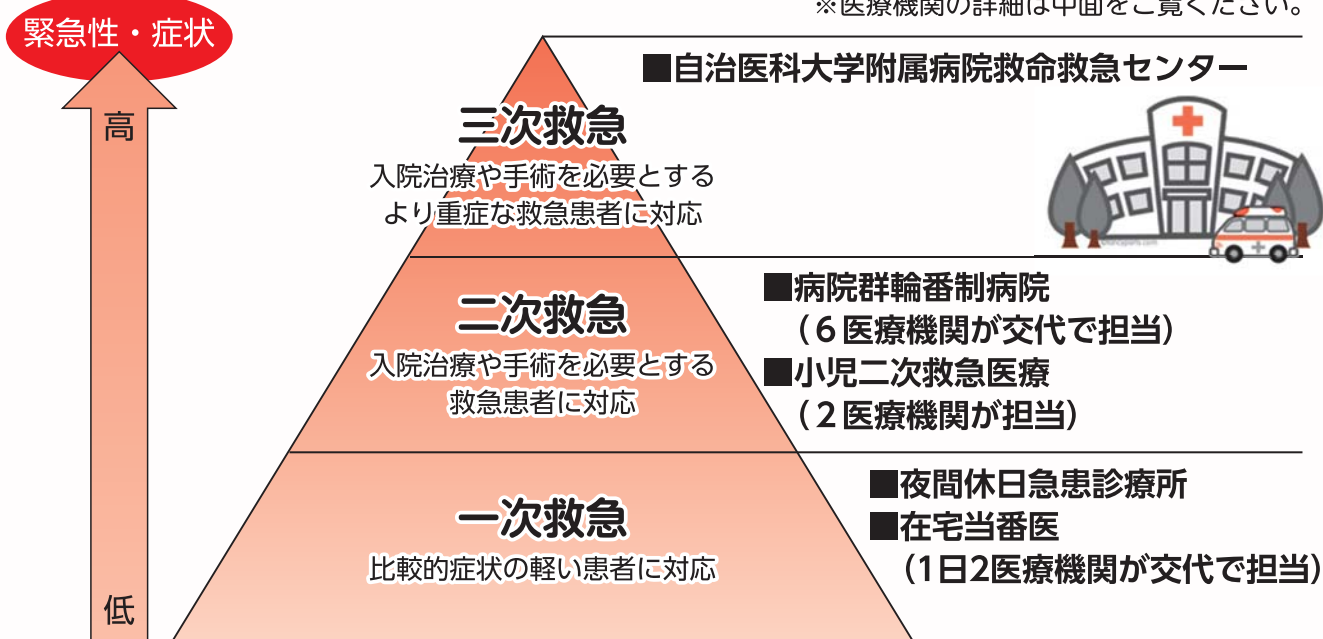 ※医療機関の詳細は中面をご覧ください。
緊急性・症状
高
低
■自治医科大学附属病院救命救急センター
三次救急
入院治療や手術を必要とする
より重症な救急患者に対応
■病院群輪番制病院
(6医療機関が交代で担当)
■小児二次救急医療
(2医療機関が担当)
二次救急
入院治療や手術を必要とする
救急患者に対応
■夜間休日急患診療所
■在宅当番医
(1日2医療機関が交代で担当)
一次救急
比較的症状の軽い患者に対応